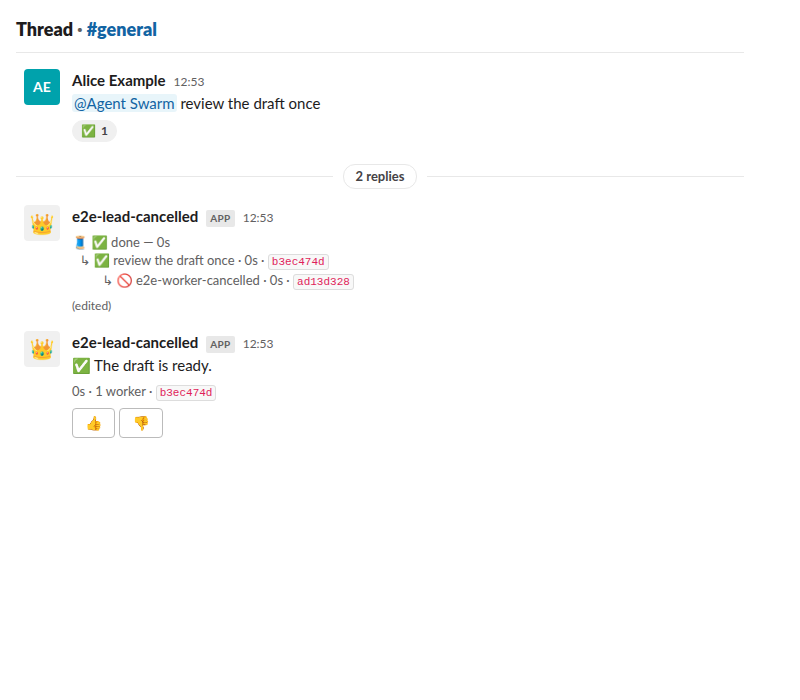 Thread • #general
AE
Alice Example 12:53
@Agent Swarm review the draft once
✅ 1
2 replies
e2e-lead-cancelled APP 12:53
🧵 ✅ done — 0s
↳ ✅ review the draft once · 0s · b3ec474d
↳ 🚫 e2e-worker-cancelled · 0s · ad13d328
(edited)
e2e-lead-cancelled APP 12:53
✅ The draft is ready.
0s · 1 worker · b3ec474d
👍 👎